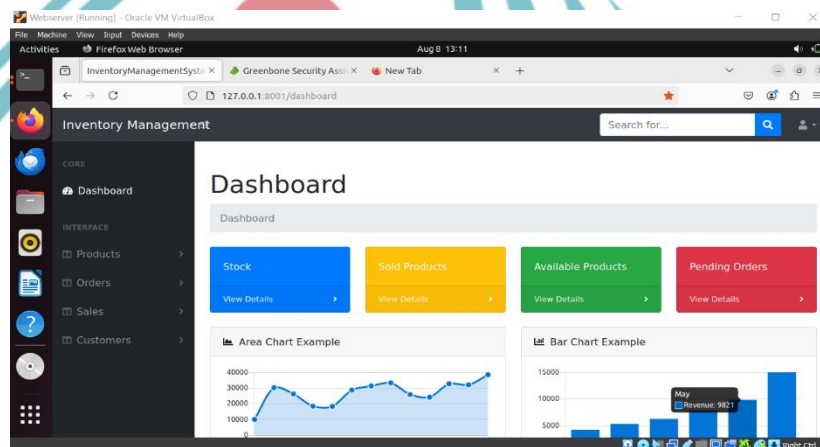 Webserver [Running] - Oracle VM VirtualBox
File Machine View Input Devices Help
Activities Firefox Web Browser Aug 8 13:11
InventoryManagementSyste Greenbone Security Assis New Tab
127.0.0.1:8001/dashboard
Inventory Management Search for...
CORE
Dashboard
Dashboard
Dashboard
INTERFACE
Products
Orders
Sales
Customers
Stock Sold Products Available Products Pending Orders
View Details View Details View Details View Details
Area Chart Example Bar Chart Example
40000
30000
20000
10000
0
15000
10000
5000
May
Revenue: 9821
Right Ctrl